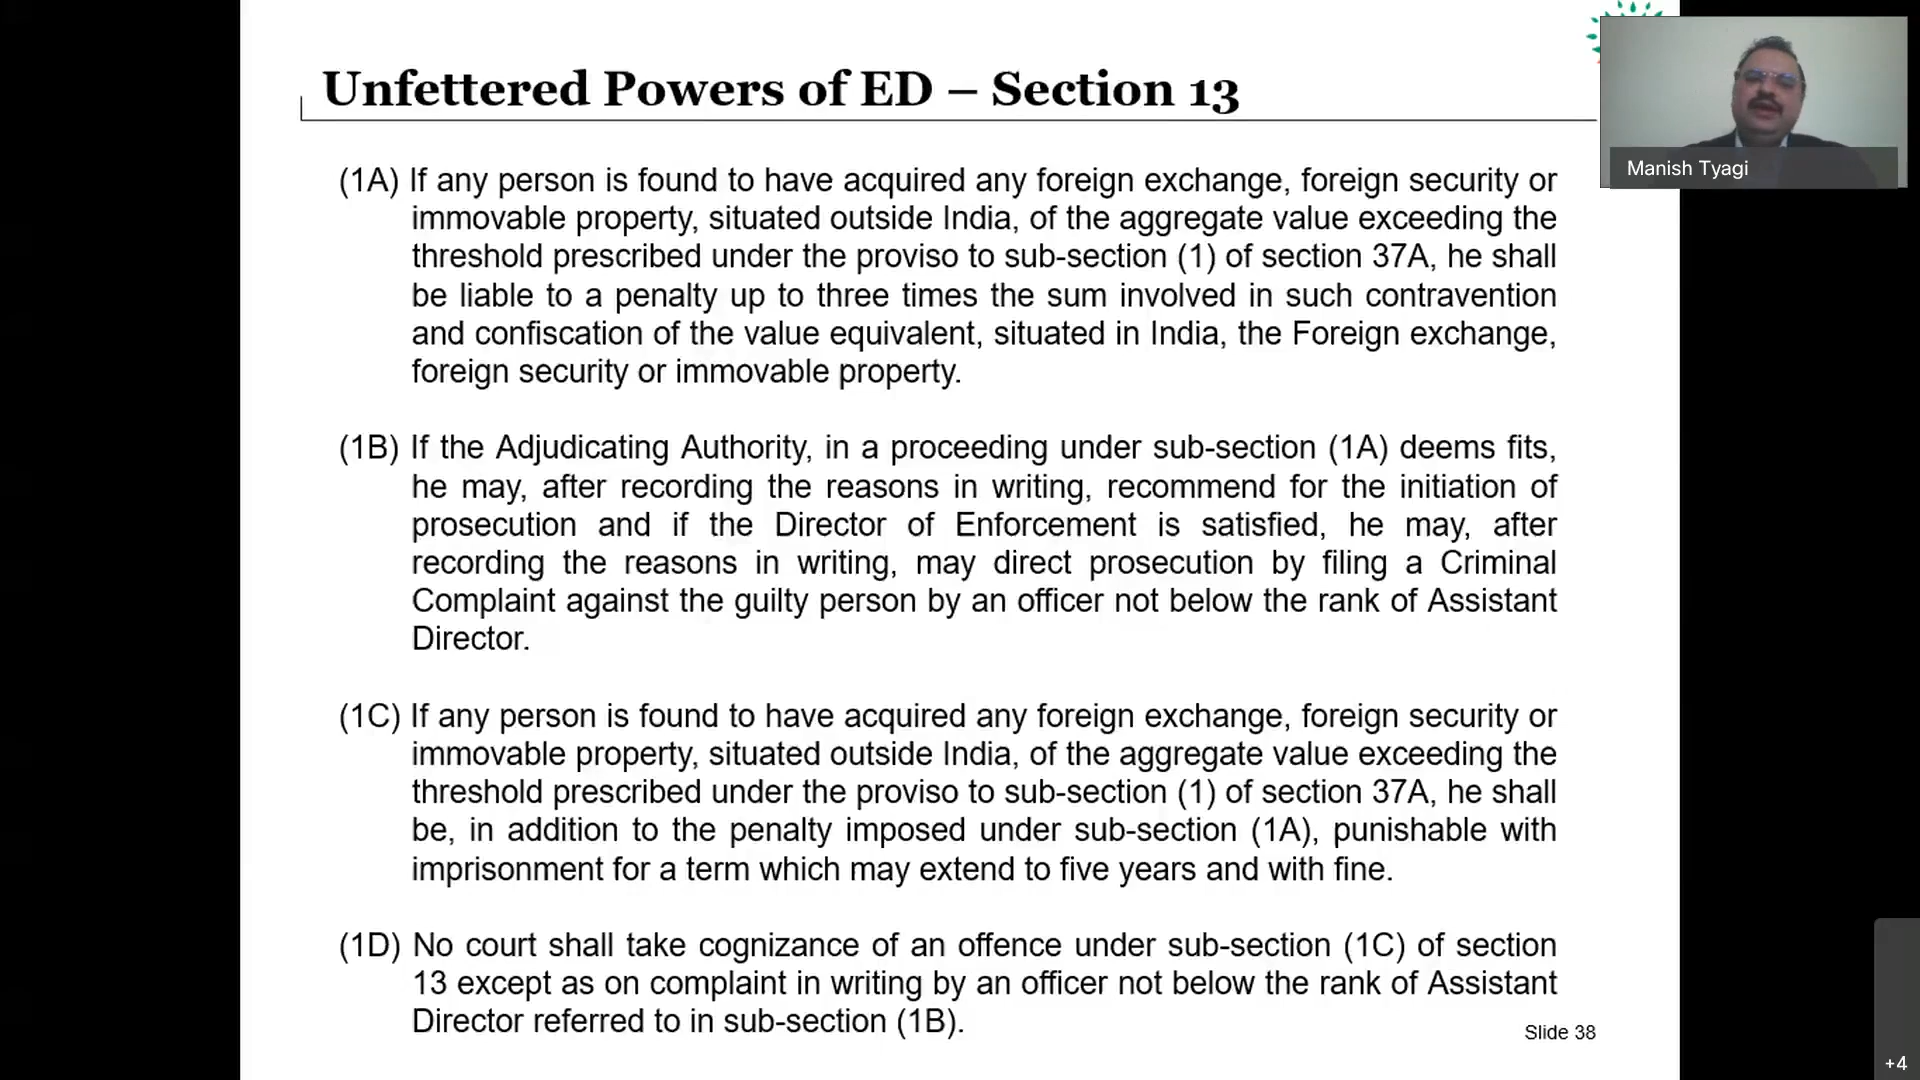 Unfettered Powers of ED – Section 13
Manish Tyagi
(1A) If any person is found to have acquired any foreign exchange, foreign security or
immovable property, situated outside India, of the aggregate value exceeding the
threshold prescribed under the proviso to sub-section (1) of section 37A, he shall
be liable to a penalty up to three times the sum involved in such contravention
and confiscation of the value equivalent, situated in India, the Foreign exchange,
foreign security or immovable property.
(1B) If the Adjudicating Authority, in a proceeding under sub-section (1A) deems fits,
he may, after recording the reasons in writing, recommend for the initiation of
prosecution and if the Director of Enforcement is satisfied, he may, after
recording the reasons in writing, may direct prosecution by filing a Criminal
Complaint against the guilty person by an officer not below the rank of Assistant
Director.
(1C) If any person is found to have acquired any foreign exchange, foreign security or
immovable property, situated outside India, of the aggregate value exceeding the
threshold prescribed under the proviso to sub-section (1) of section 37A, he shall
be, in addition to the penalty imposed under sub-section (1A), punishable with
imprisonment for a term which may extend to five years and with fine.
(1D) No court shall take cognizance of an offence under sub-section (1C) of section
13 except as on complaint in writing by an officer not below the rank of Assistant
Director referred to in sub-section (1B).
Slide 38
+4